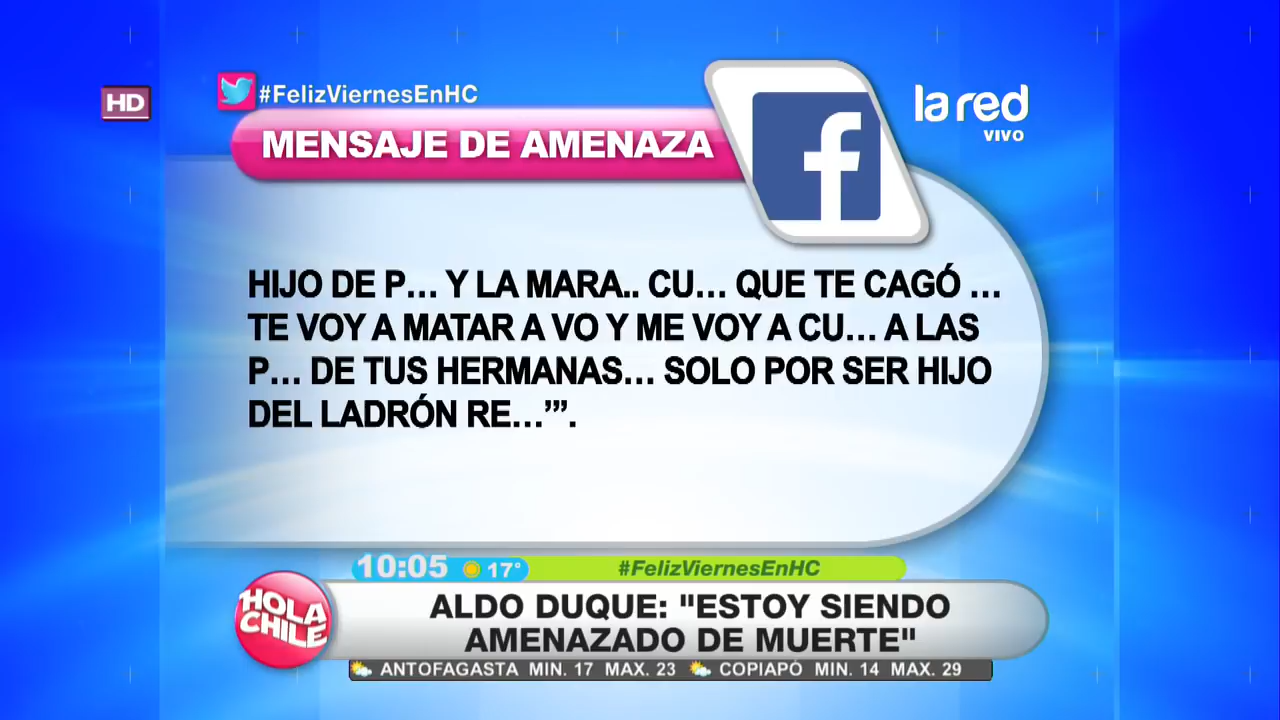 HD
#FelizViernesEnHC
la red
VIVO
MENSAJE DE AMENAZA
f
HIJO DE P... Y LA MARA.. CU... QUE TE CAGÓ ...
TE VOY A MATAR A VO Y ME VOY A CU... A LAS
P... DE TUS HERMANAS... SOLO POR SER HIJO
DEL LADRÓN RE...'”.
10:05 17°
#FelizViernesEnHC
HOLA
CHILE
ALDO DUQUE: "ESTOY SIENDO
AMENAZADO DE MUERTE"
ANTOFAGASTA MIN. 17 MAX. 23 COPIAPÓ MIN. 14 MAX. 29